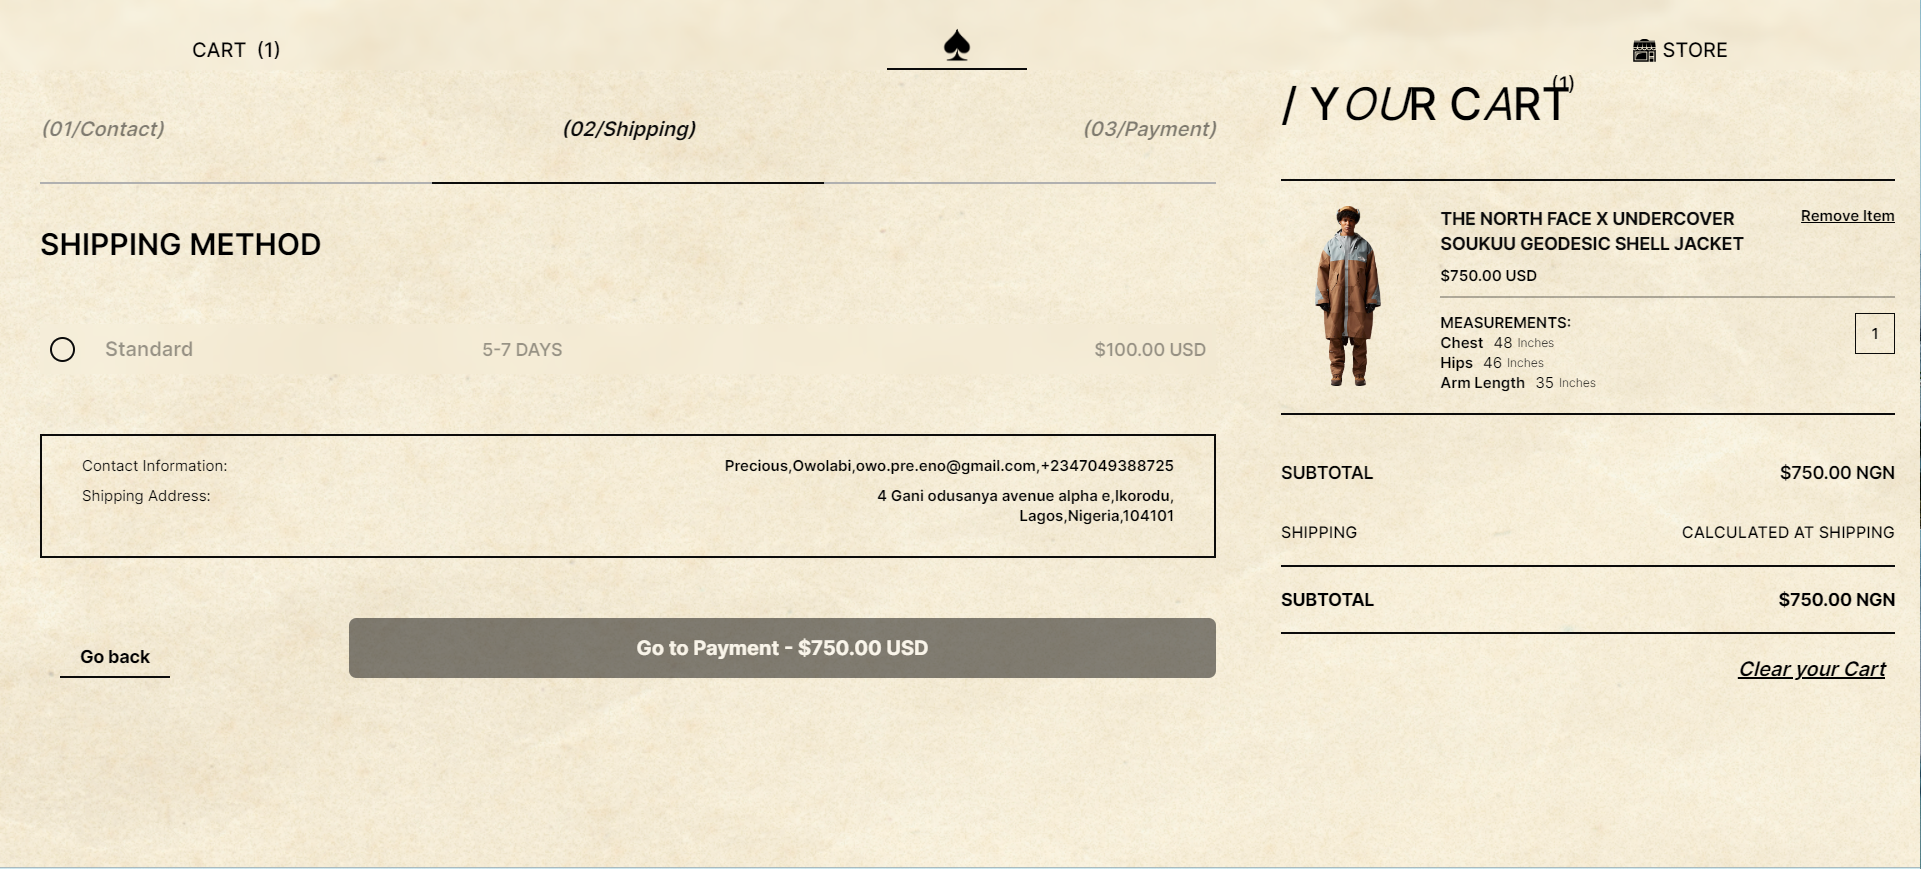 CART (1)
STORE
(01/Contact)
(02/Shipping)
(03/Payment)
SHIPPING METHOD
Standard 5-7 DAYS $100.00 USD
Contact Information: Precious,Owolabi,owo.pre.eno@gmail.com,+2347049388725
Shipping Address: 4 Gani odusanya avenue alpha e,Ikorodu,
Lagos,Nigeria,104101
Go back
Go to Payment - $750.00 USD
/ YOUR CART (1)
THE NORTH FACE X UNDERCOVER
SOUKUU GEODESIC SHELL JACKET
Remove Item
$750.00 USD
MEASUREMENTS:
Chest 48 Inches
Hips 46 Inches
Arm Length 35 Inches
1
SUBTOTAL $750.00 NGN
SHIPPING CALCULATED AT SHIPPING
SUBTOTAL $750.00 NGN
Clear your Cart